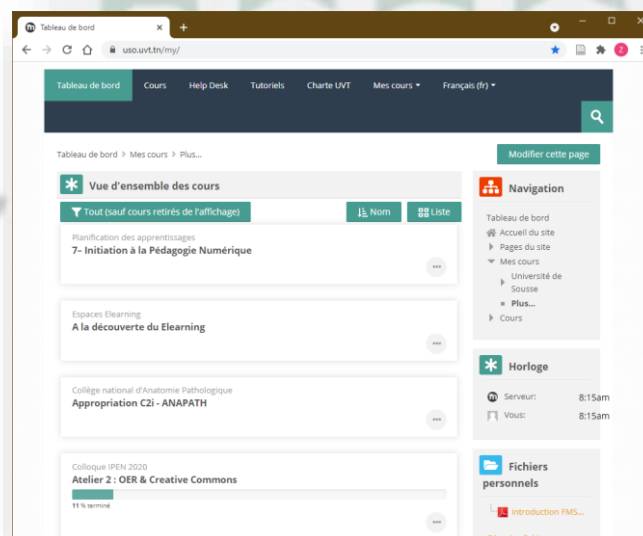 Tableau de bord
uso.uvt.tn/my/
Z
Tableau de bord Cours Help Desk Tutoriels Charte UVT Mes cours Français (fr)
Tableau de bord > Mes cours > Plus...
Modifier cette page
Vue d'ensemble des cours
Tout (sauf cours retirés de l'affichage) Nom Liste
Planification des apprentissages
7– Initiation à la Pédagogie Numérique
Espaces Elearning
A la découverte du Elearning
Collège national d'Anatomie Pathologique
Appropriation C2i - ANAPATH
Colloque IPEN 2020
Atelier 2 : OER & Creative Commons
11 % terminé
Navigation
Tableau de bord
Accueil du site
Pages du site
Mes cours
Université de
Sousse
Plus...
Cours
Horloge
Serveur: 8:15am
Vous: 8:15am
Fichiers
personnels
introduction FMS...